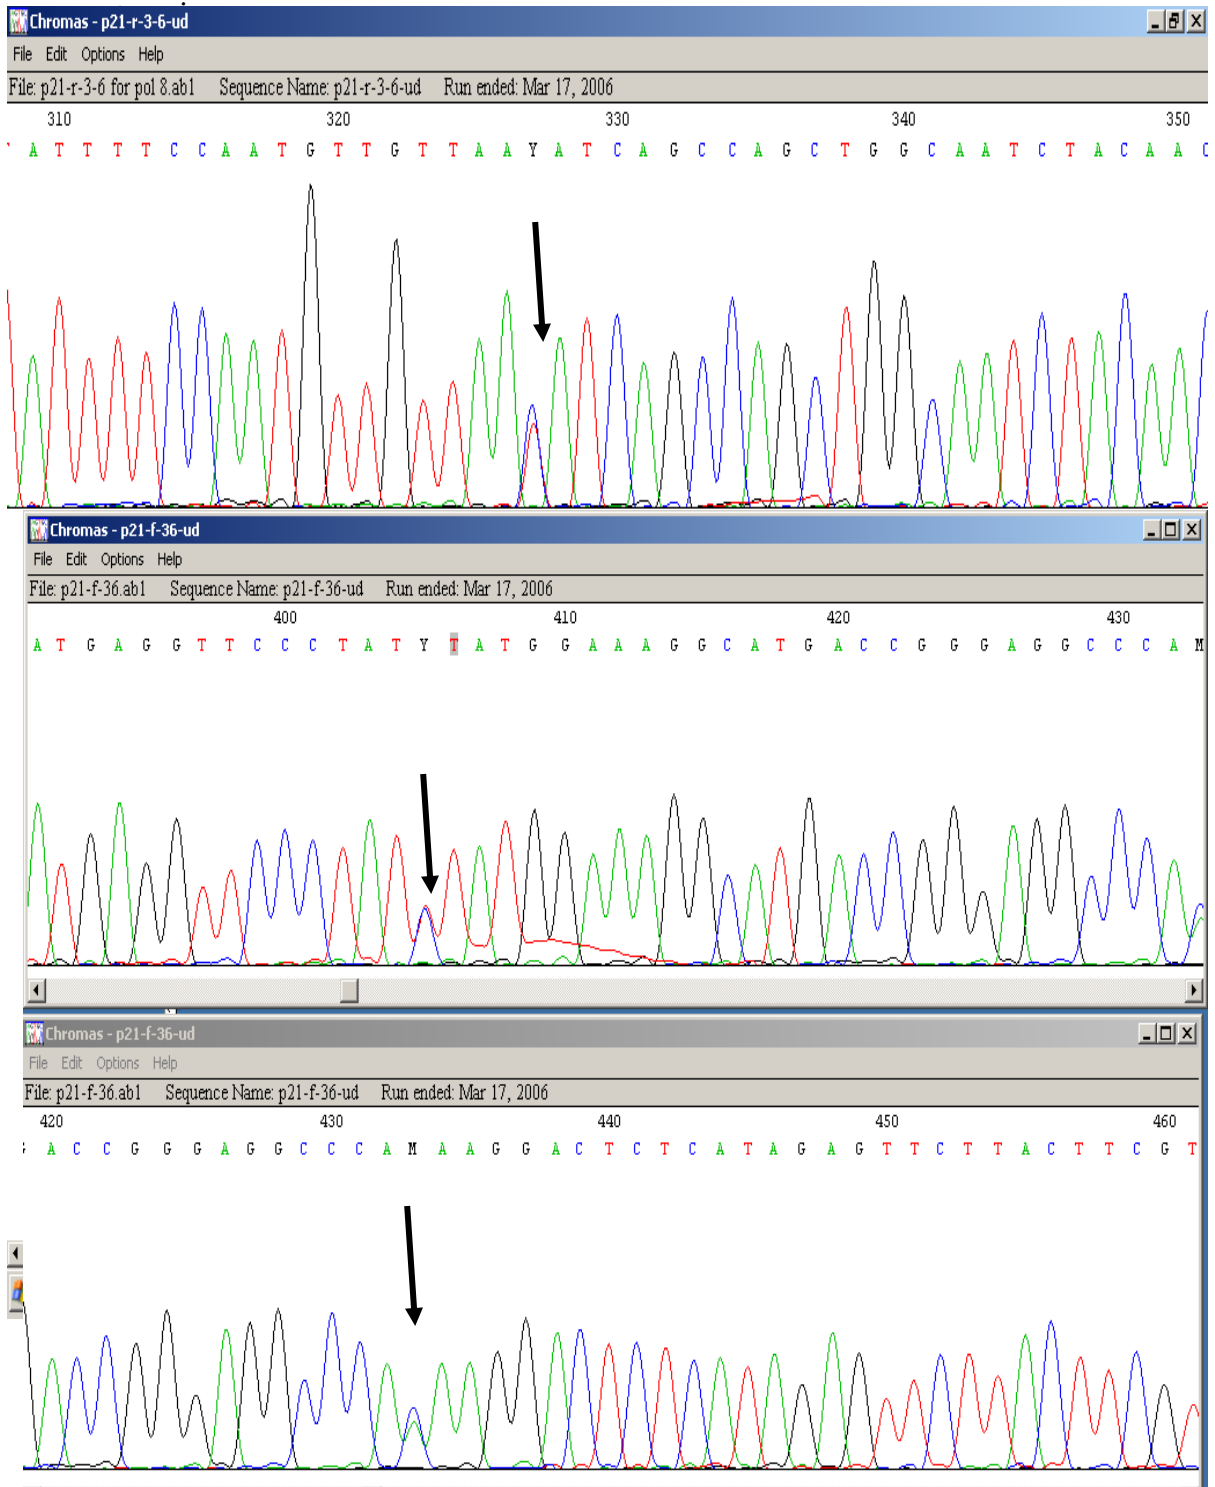 Chromas - p21-r-3-6-ud
File Edit Options Help
File: p21-r-3-6 for pol 8.ab1 Sequence Name: p21-r-3-6-ud Run ended: Mar 17, 2006
310 320 330 340 350
A T T T T C C A A T G T T G T T A A Y A T C A G C C A G C T G G C A A T C T A C A A C
Chromas - p21-f-36-ud
File Edit Options Help
File: p21-f-36.ab1 Sequence Name: p21-f-36-ud Run ended: Mar 17, 2006
400 410 420 430
A T G A G G T T C C C T A T Y T A T G G A A A G G C A T G A C C G G G A G G C C C A M
Chromas - p21-f-36-ud
File Edit Options Help
File: p21-f-36.ab1 Sequence Name: p21-f-36-ud Run ended: Mar 17, 2006
420 430 440 450 460
A C C G G G A G G C C C A M A A G G A C T C T C A T A G A G T T C T T A C T T C G T